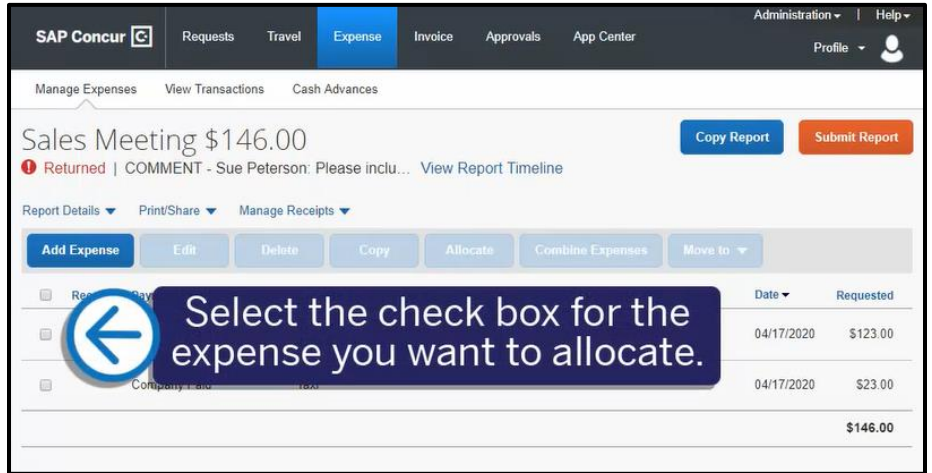 Administration | Help
SAP Concur C Requests Travel Expense Invoice Approvals App Center
Profile
Manage Expenses View Transactions Cash Advances
Sales Meeting $146.00 Copy Report Submit Report
Returned | COMMENT - Sue Peterson: Please inclu... View Report Timeline
Report Details Print/Share Manage Receipts
Add Expense Edit Delete Copy Allocate Combine Expenses Move to
Date Requested
Select the check box for the
expense you want to allocate.
04/17/2020 $123.00
04/17/2020 $23.00
$146.00